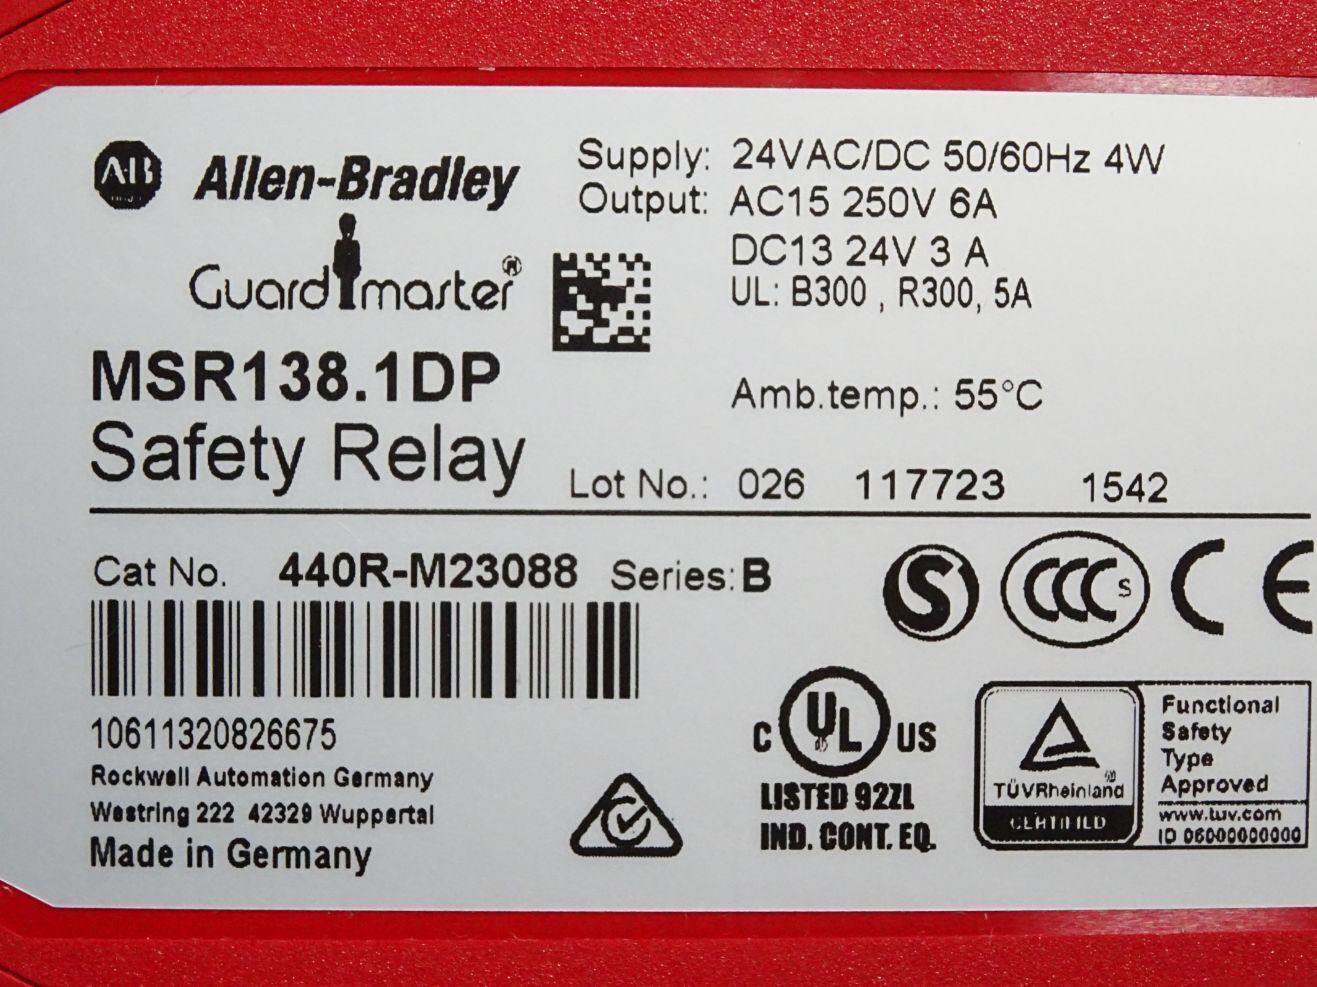 AB Allen-Bradley
Guardmaster®
MSR138.1DP
Safety Relay
Supply: 24VAC/DC 50/60Hz 4W
Output: AC15 250V 6A
DC13 24V 3 A
UL: B300 , R300, 5A
Amb.temp.: 55°C
Lot No.: 026 117723 1542
Cat No. 440R-M23088 Series: B
10611320826675
Rockwell Automation Germany
Westring 222 42329 Wuppertal
Made in Germany
S
CCC S
CE
C UL US
LISTED 92ZL
IND. CONT. EQ.
TÜVRheinland
CERTIFIED
Functional
Safety
Type
Approved
www.tuv.com
ID 06000000000